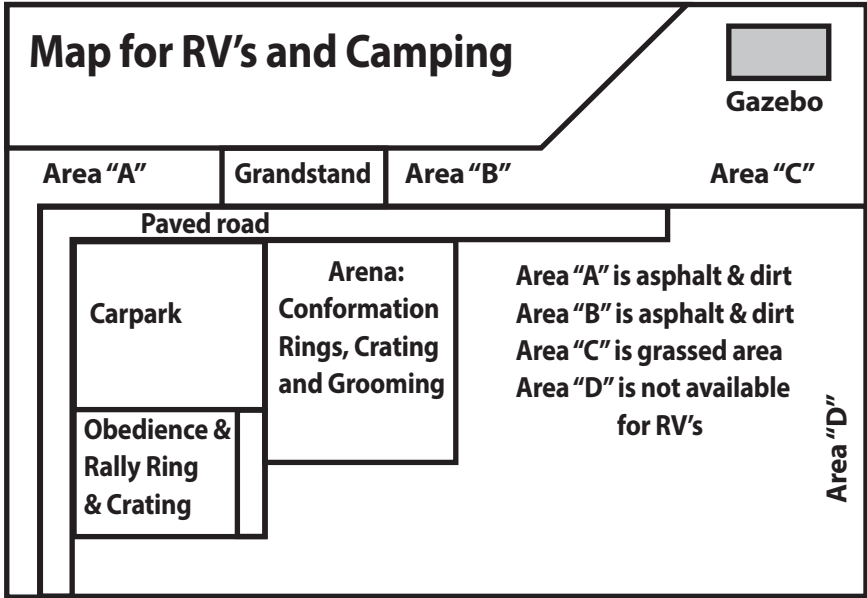 Map for RV's and Camping
Gazebo
Area “A”
Grandstand
Area “B”
Area “C”
Paved road
Carpark
Arena:
Conformation
Rings, Crating
and Grooming
Area “A” is asphalt & dirt
Area “B” is asphalt & dirt
Area “C” is grassed area
Area “D” is not available
for RV's
Obedience &
Rally Ring
& Crating
Area “D”